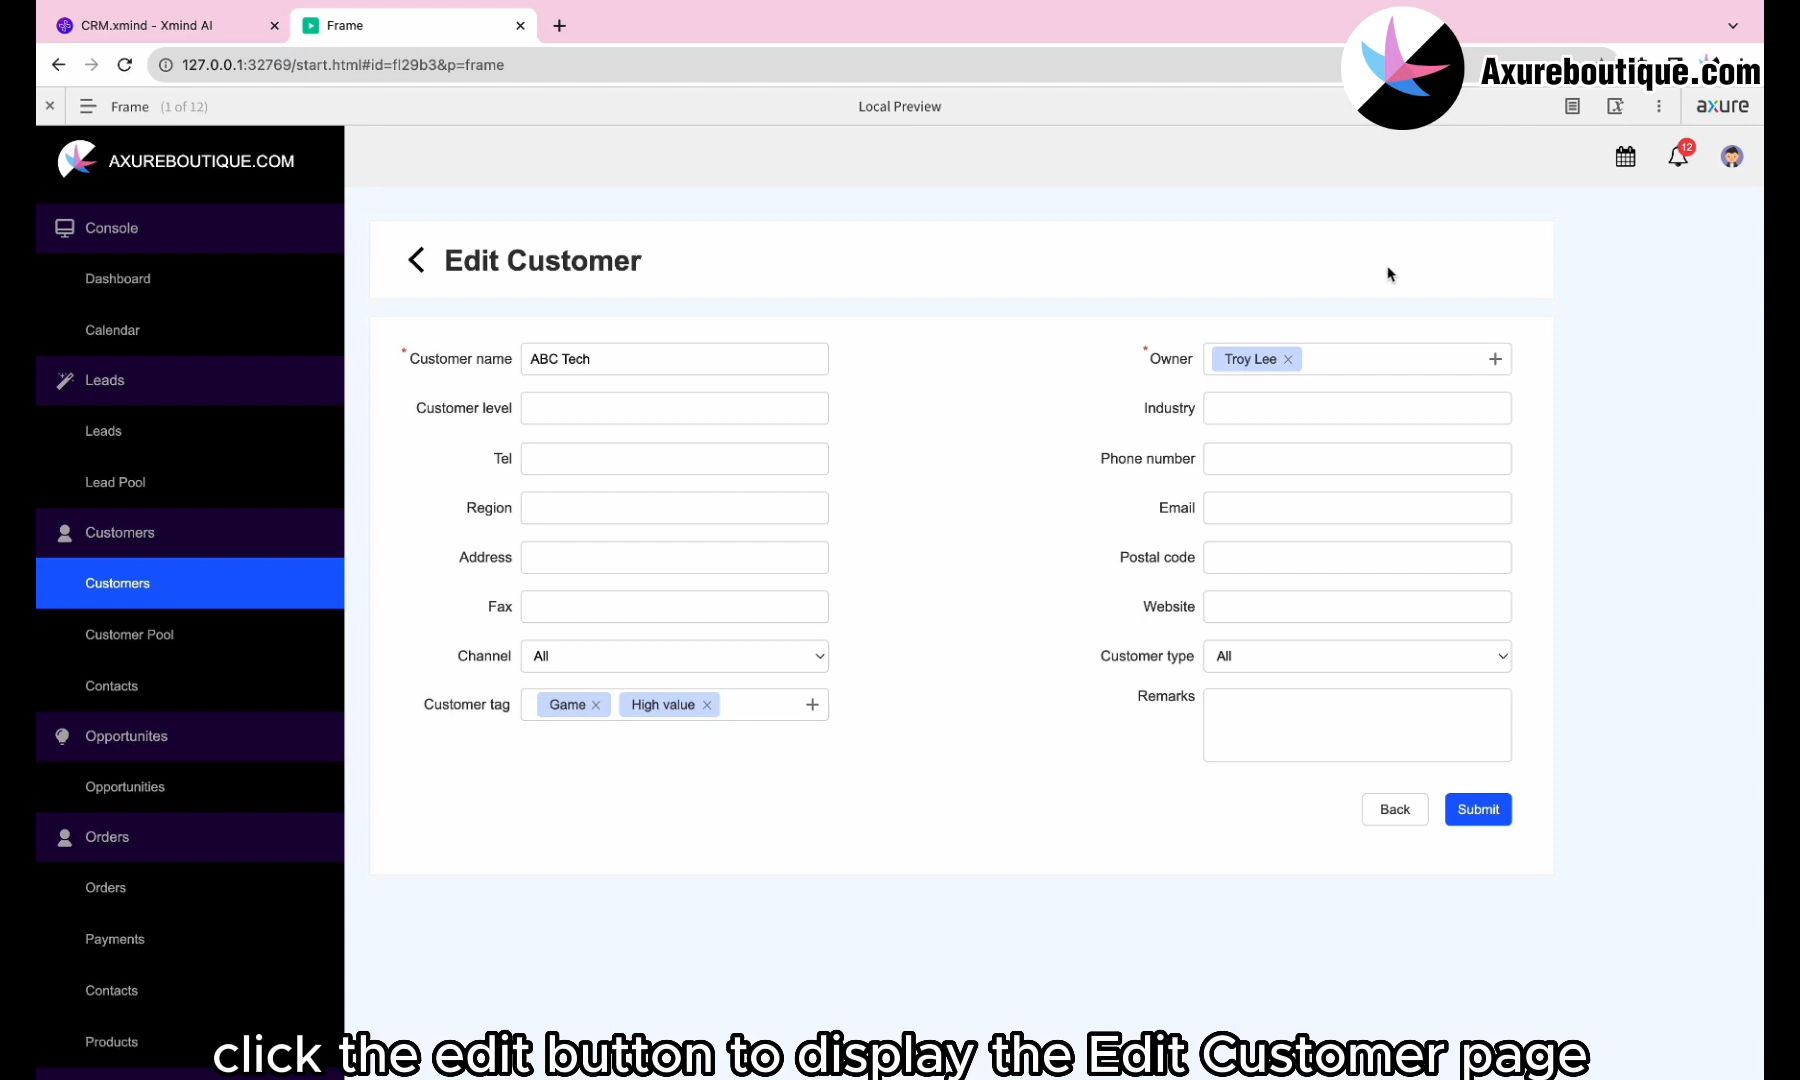 CRM.xmind - Xmind AI
Frame
127.0.0.1:32769/start.html#id=fl29b3&p=frame
Axureboutique.com
Frame (1 of 12)
Local Preview
axure
AXUREBOUTIQUE.COM
12
Console
Dashboard
Calendar
Leads
Leads
Lead Pool
Customers
Customers
Customer Pool
Contacts
Opportunites
Opportunities
Orders
Orders
Payments
Contacts
Products
Edit Customer
* Customer name ABC Tech
* Owner Troy Lee
Customer level
Industry
Tel
Phone number
Region
Email
Address
Postal code
Fax
Website
Channel All
Customer type All
Customer tag Game High value
Remarks
Back Submit
click the edit button to display the Edit Customer page